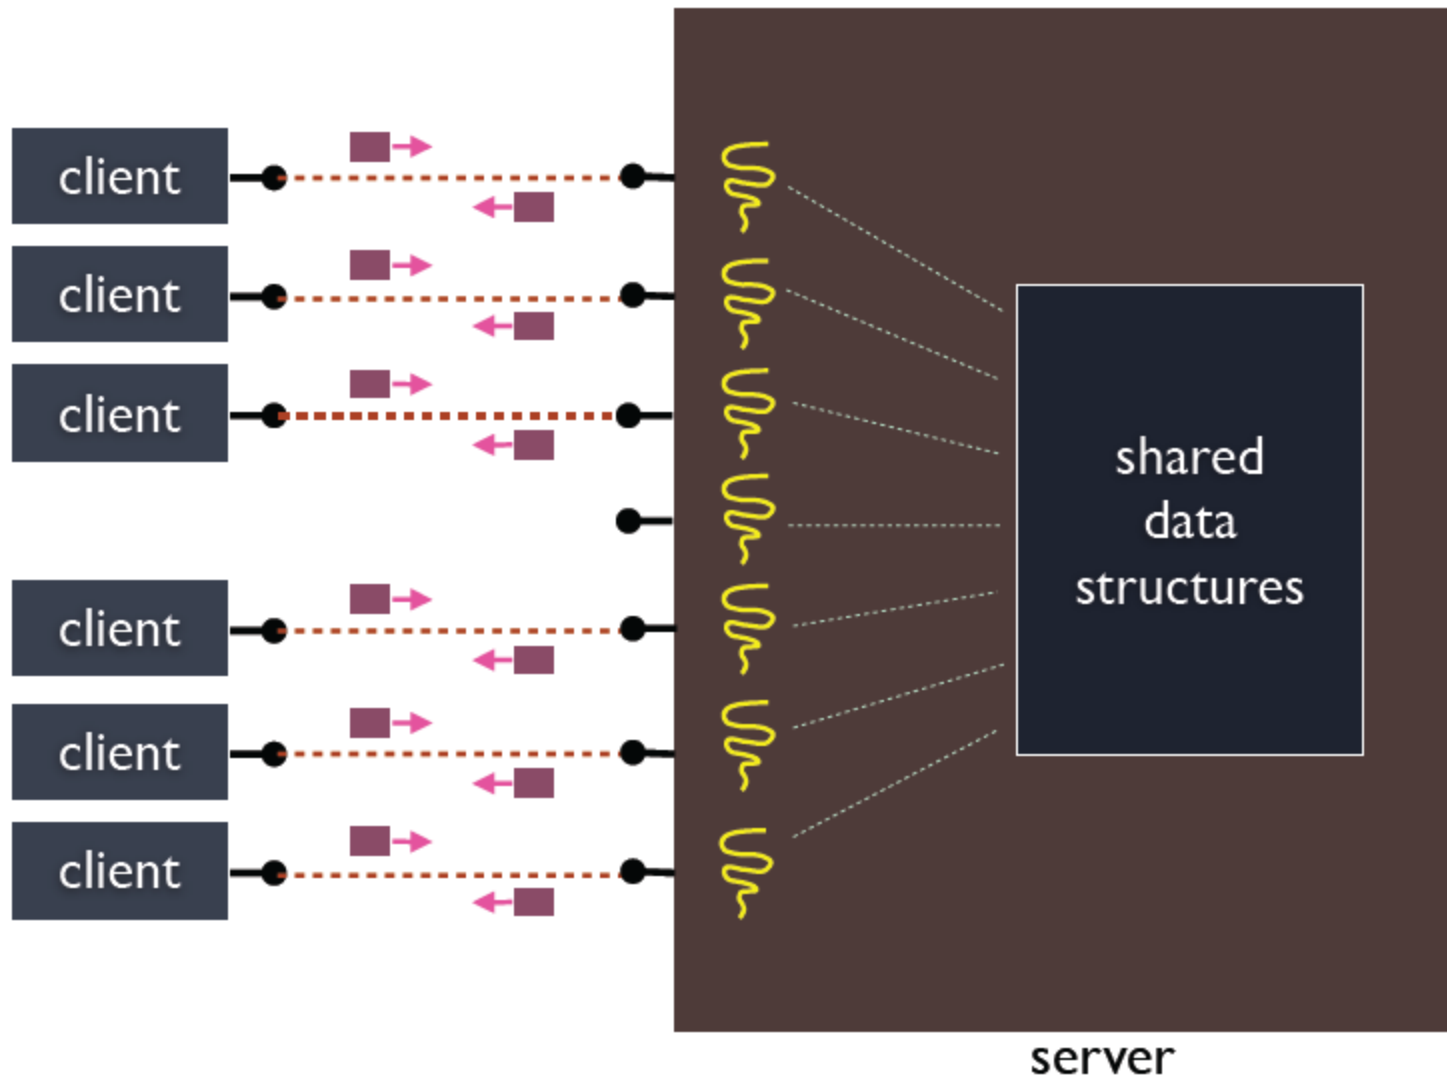 client
client
client
client
client
client
shared
data
structures
server